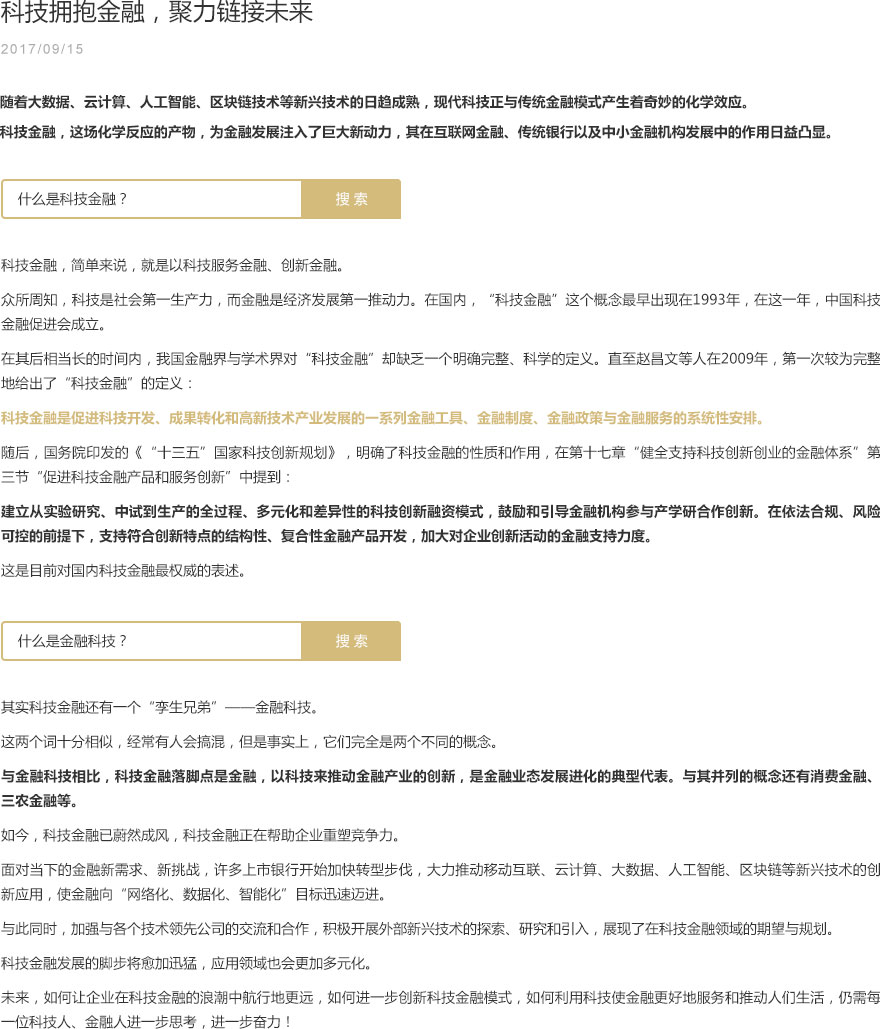 科技拥抱金融，聚力链接未来
2017/09/15
随着大数据、云计算、人工智能、区块链技术等新兴技术的日趋成熟，现代科技正与传统金融模式产生着奇妙的化学效应。
科技金融，这场化学反应的产物，为金融发展注入了巨大新动力，其在互联网金融、传统银行以及中小金融机构发展中的作用日益凸显。
什么是科技金融？ 搜 索
科技金融，简单来说，就是以科技服务金融、创新金融。
众所周知，科技是社会第一生产力，而金融是经济发展第一推动力。在国内，“科技金融”这个概念最早出现在1993年，在这一年，中国科技
金融促进会成立。
在其后相当长的时间内，我国金融界与学术界对“科技金融”却缺乏一个明确完整、科学的定义。直至赵昌文等人在2009年，第一次较为完整
地给出了“科技金融”的定义：
科技金融是促进科技开发、成果转化和高新技术产业发展的一系列金融工具、金融制度、金融政策与金融服务的系统性安排。
随后，国务院印发的《“十三五”国家科技创新规划》，明确了科技金融的性质和作用，在第十七章“健全支持科技创新创业的金融体系”第
三节“促进科技金融产品和服务创新”中提到：
建立从实验研究、中试到生产的全过程、多元化和差异性的科技创新融资模式，鼓励和引导金融机构参与产学研合作创新。在依法合规、风险
可控的前提下，支持符合创新特点的结构性、复合性金融产品开发，加大对企业创新活动的金融支持力度。
这是目前对国内科技金融最权威的表述。
什么是金融科技？ 搜 索
其实科技金融还有一个“孪生兄弟”——金融科技。
这两个词十分相似，经常有人会搞混，但是事实上，它们完全是两个不同的概念。
与金融科技相比，科技金融落脚点是金融，以科技来推动金融产业的创新，是金融业态发展进化的典型代表。与其并列的概念还有消费金融、
三农金融等。
如今，科技金融已蔚然成风，科技金融正在帮助企业重塑竞争力。
面对当下的金融新需求、新挑战，许多上市银行开始加快转型步伐，大力推动移动互联、云计算、大数据、人工智能、区块链等新兴技术的创
新应用，使金融向“网络化、数据化、智能化”目标迅速迈进。
与此同时，加强与各个技术领先公司的交流和合作，积极开展外部新兴技术的探索、研究和引入，展现了在科技金融领域的期望与规划。
科技金融发展的脚步将愈加迅猛，应用领域也会更加多元化。
未来，如何让企业在科技金融的浪潮中航行地更远，如何进一步创新科技金融模式，如何利用科技使金融更好地服务和推动人们生活，仍需每
一位科技人、金融人进一步思考，进一步奋力！